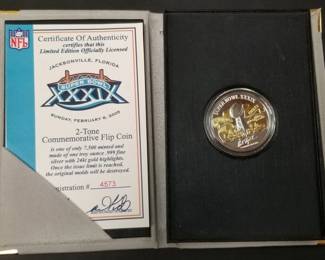 NFL
Certificate Of Authenticity
certifies that this
Limited Edition Officially Licensed
JACKSONVILLE, FLORIDA
SUPER BOWL
XXXIX
SUNDAY, FEBRUARY 6, 2005
2-Tone
Commemorative Flip Coin
is one of only 7,500 minted and
made of one troy ounce .999 fine
silver with 24kt gold highlights.
Once the issue limit is reached,
the original molds will be destroyed.
Registration # 4573
SUPER BOWL XXXIX